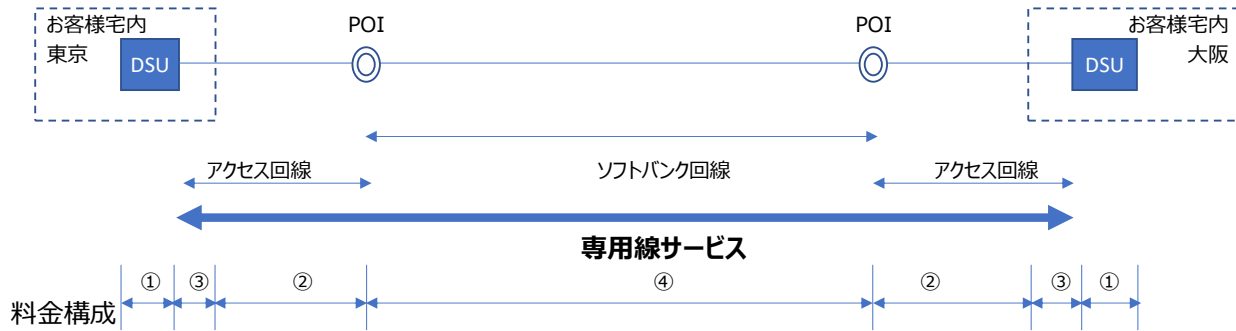 お客様宅内
東京
DSU
POI
POI
お客様宅内
大阪
DSU
アクセス回線
ソフトバンク回線
アクセス回線
専用線サービス
料金構成
①
③
②
④
②
③
①